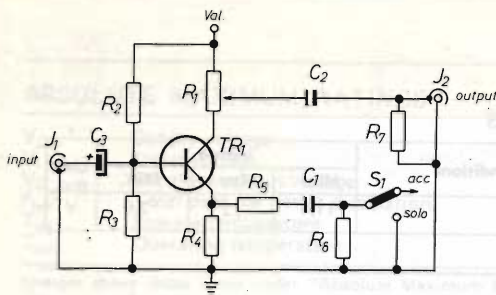 Val.
R2
R1
C2
J2
output
J1
C3
TR1
R7
input
+
R5
C1
S1
acc
R3
R4
R6
solo